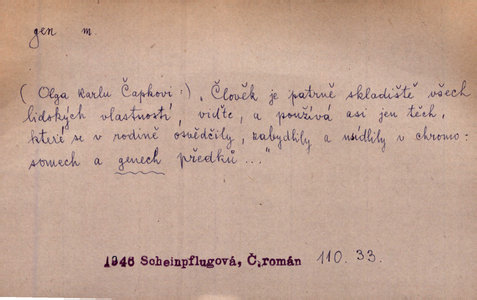 gen m.
( Olga Karlu Čapkovi :) „Člověk je patrně skladiště všech
lidských vlastností, viďte, a používá asi jen těch,
které se v rodině osvědčily, zabydlily a usídlily v chromo:
somech a genech předků..."
1946 Scheinpflugová, Č.román 110. 33.